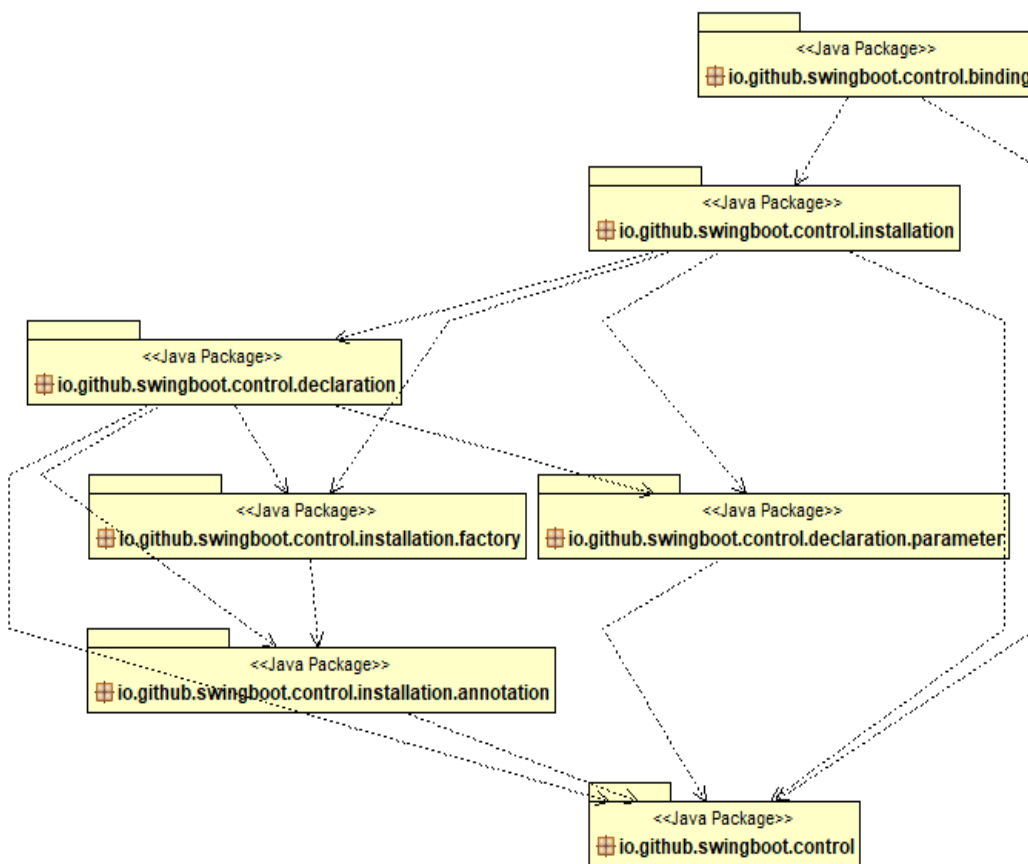 <<Java Package>>
io.github.swingboot.control.binding
<<Java Package>>
io.github.swingboot.control.installation
<<Java Package>>
io.github.swingboot.control.declaration
<<Java Package>>
io.github.swingboot.control.installation.factory
<<Java Package>>
io.github.swingboot.control.declaration.parameter
<<Java Package>>
io.github.swingboot.control.installation.annotation
<<Java Package>>
io.github.swingboot.control